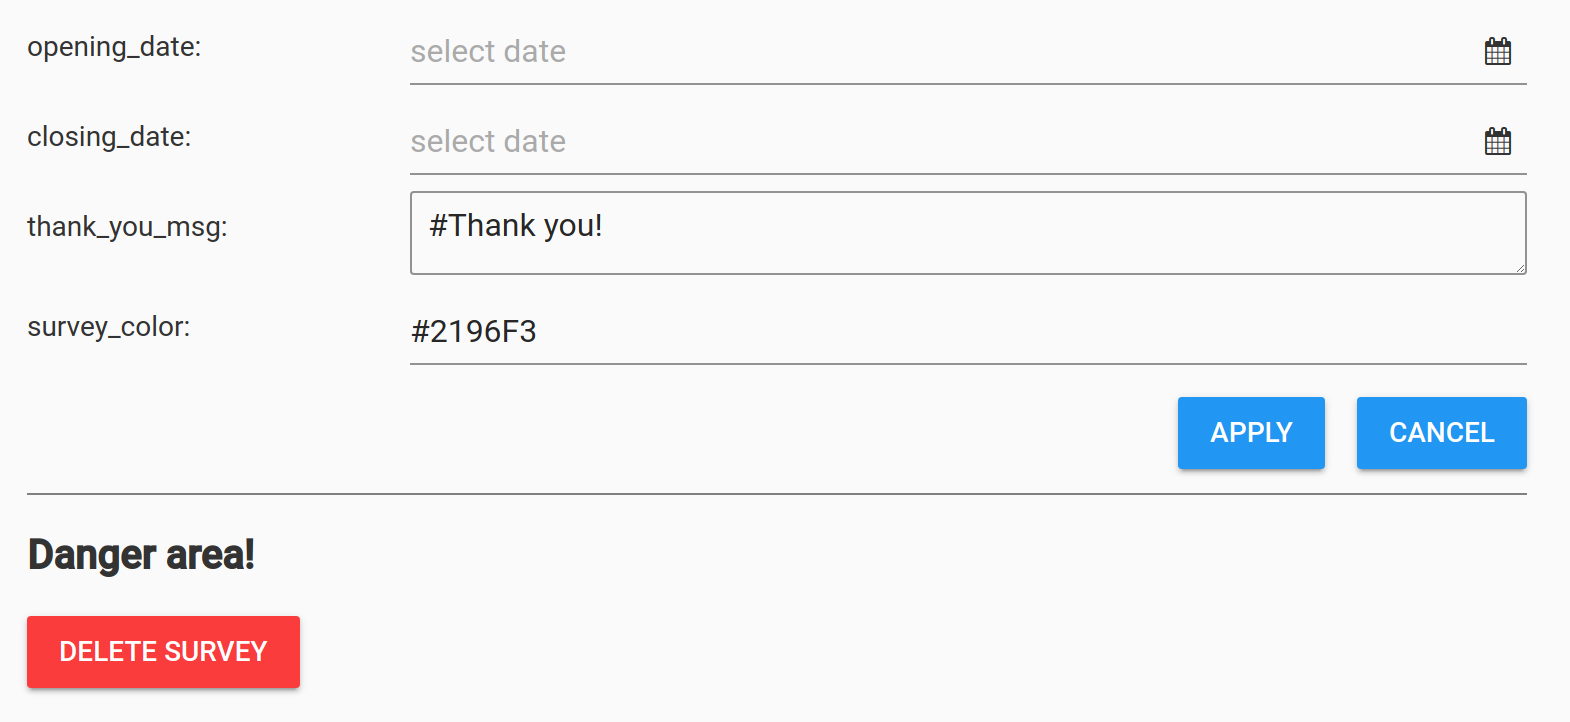 opening_date:
select date
closing_date:
select date
thank_you_msg:
#Thank you!
survey_color:
#2196F3
APPLY
CANCEL
Danger area!
DELETE SURVEY